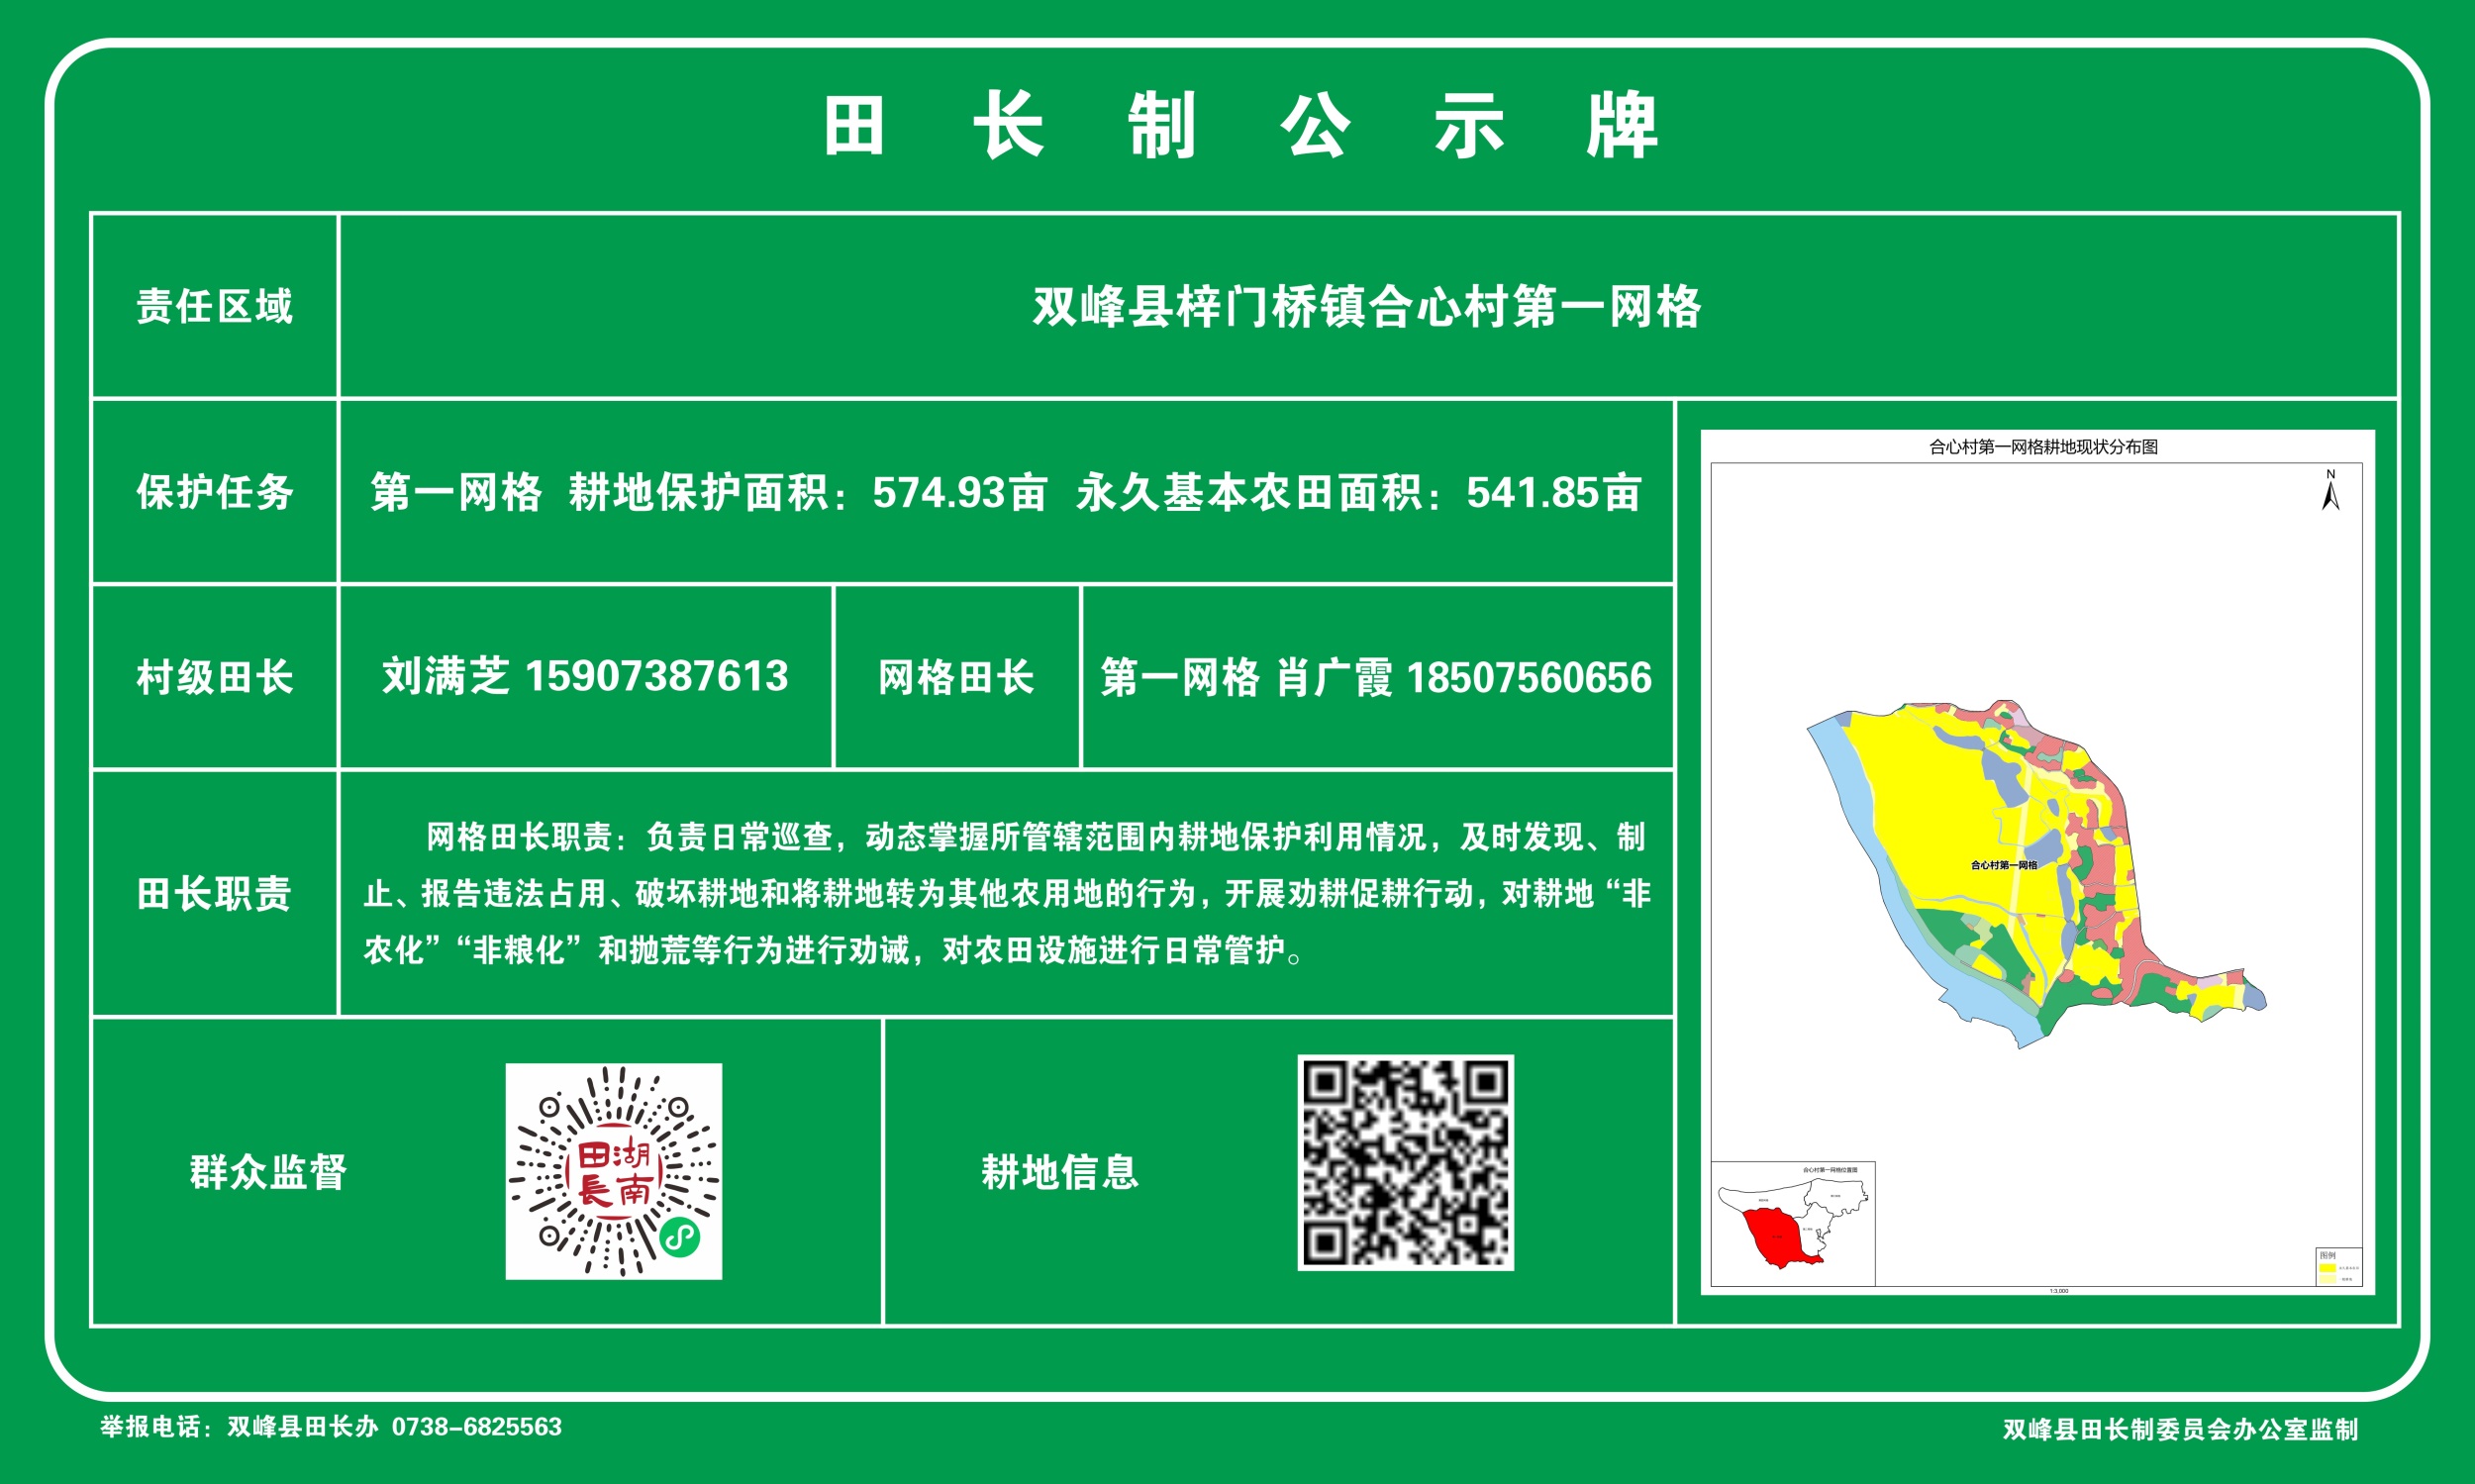 田长制公示牌
责任区域
双峰县梓门桥镇合心村第一网格
保护任务
第一网格 耕地保护面积：574.93亩 永久基本农田面积：541.85亩
村级田长
刘满芝 15907387613
网格田长
第一网格 肖广霞 18507560656
田长职责
网格田长职责：负责日常巡查，动态掌握所管辖范围内耕地保护利用情况，及时发现、制
止、报告违法占用、破坏耕地和将耕地转为其他农用地的行为，开展劝耕促耕行动，对耕地“非
农化”“非粮化”和抛荒等行为进行劝诫，对农田设施进行日常管护。
群众监督
湖南
田長
耕地信息
合心村第一网格耕地现状分布图
N
合心村第一网格
合心村第一网格位置图
图例
1:3,000
举报电话：双峰县田长办 0738-6825563
双峰县田长制委员会办公室监制